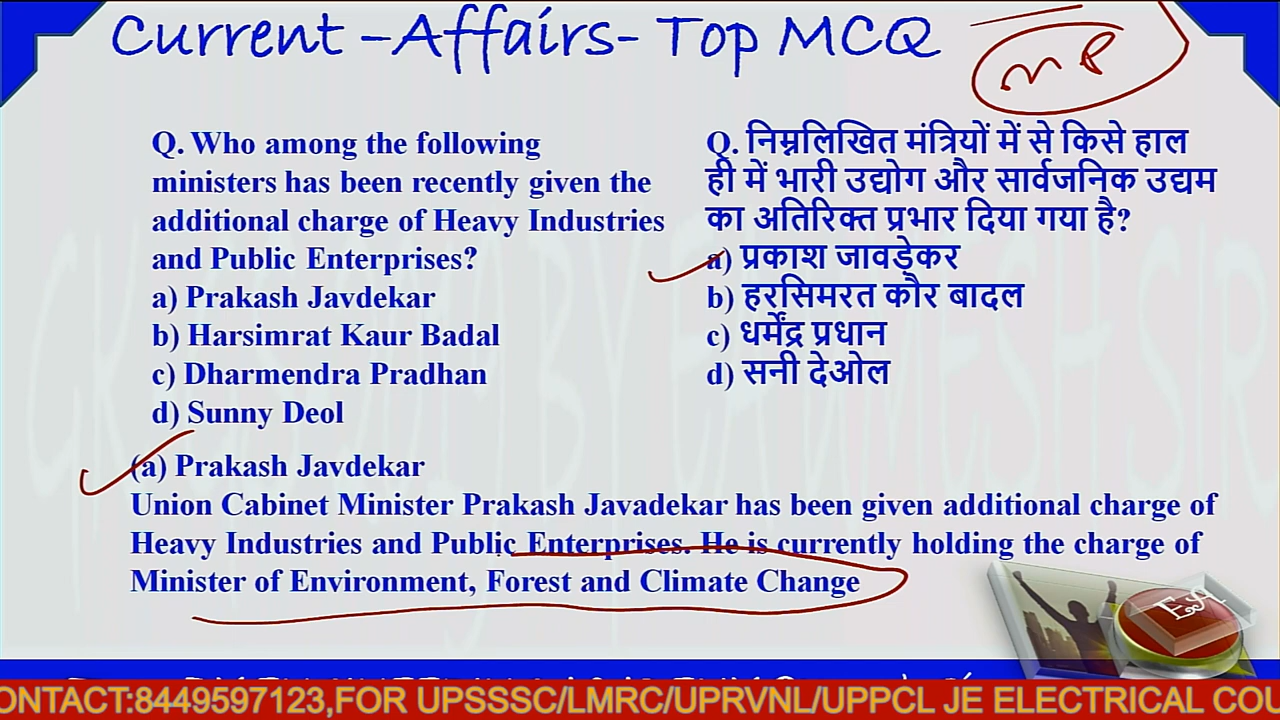 Current -Affairs- Top MCQ
MP
Q. Who among the following
ministers has been recently given the
additional charge of Heavy Industries
and Public Enterprises?
a) Prakash Javdekar
b) Harsimrat Kaur Badal
c) Dharmendra Pradhan
d) Sunny Deol
Q. निम्नलिखित मंत्रियों में से किसे हाल
ही में भारी उद्योग और सार्वजनिक उद्यम
का अतिरिक्त प्रभार दिया गया है?
a) प्रकाश जावड़ेकर
b) हरसिमरत कौर बादल
c) धर्मेंद्र प्रधान
d) सनी देओल
(a) Prakash Javdekar
Union Cabinet Minister Prakash Javadekar has been given additional charge of
Heavy Industries and Public Enterprises. He is currently holding the charge of
Minister of Environment, Forest and Climate Change
EA
ONTACT:8449597123,FOR UPSSSC/LMRC/UPRVNL/UPPCL JE ELECTRICAL COU